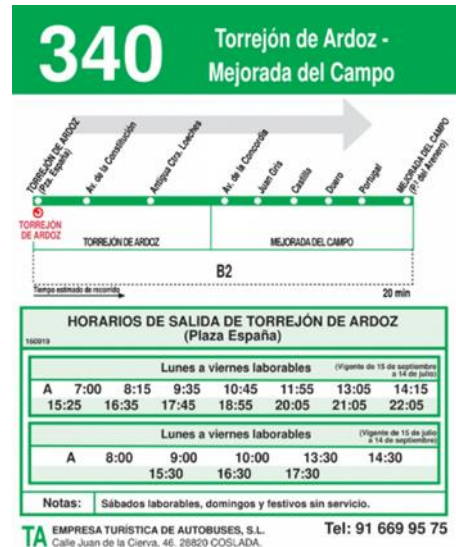 340
Torrejón de Ardoz -
Mejorada del Campo
TORREJÓN DE ARDOZ
(Pza. España)
Av. de la Constitución
Antigua Ctra. Loeches
Av. de la Concordia
Juan Gris
Castilla
Duero
Portugal
MEJORADA DEL CAMPO
(P.I. del Arenero)
TORREJÓN
DE ARDOZ
TORREJÓN DE ARDOZ
MEJORADA DEL CAMPO
B2
Tiempo estimado de recorrido
20 min
HORARIOS DE SALIDA DE TORREJÓN DE ARDOZ
(Plaza España)
160919
Lunes a viernes laborables
(Vigente de 15 de septiembre
a 14 de julio)
A 7:00 8:15 9:35 10:45 11:55 13:05 14:15
15:25 16:35 17:45 18:55 20:05 21:05 22:05
Lunes a viernes laborables
(Vigente de 15 de julio
a 14 de septiembre)
A 8:00 9:00 10:00 13:30 14:30
15:30 16:30 17:30
Notas: Sábados laborables, domingos y festivos sin servicio.
TA EMPRESA TURÍSTICA DE AUTOBUSES, S.L.
Calle Juan de la Cierva, 46. 28820 COSLADA.
Tel: 91 669 95 75